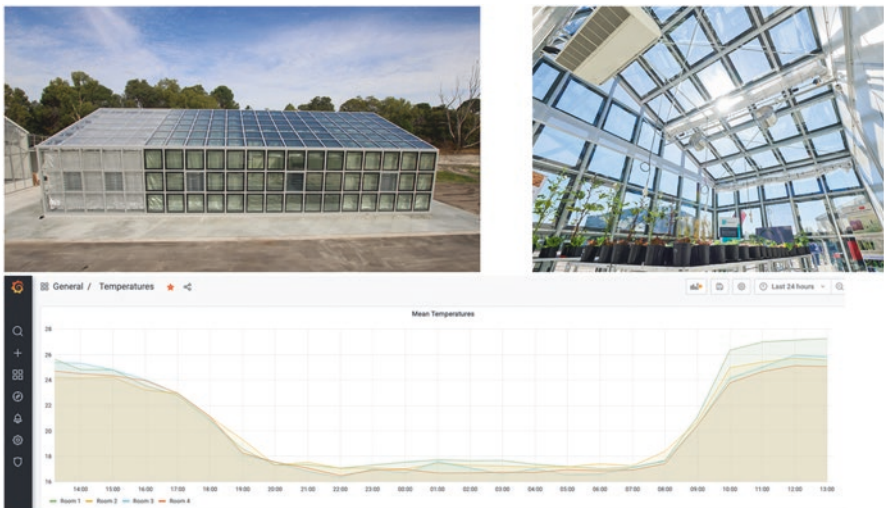 General / Temperatures
Last 24 hours
Mean Temperatures
28
26
24
22
20
18
16
14:00 15:00 16:00 17:00 18:00 19:00 20:00 21:00 22:00 23:00 00:00 01:00 02:00 03:00 04:00 05:00 06:00 07:00 08:00 09:00 10:00 11:00 12:00 13:00
Room 1 Room 2 Room 3 Room 4